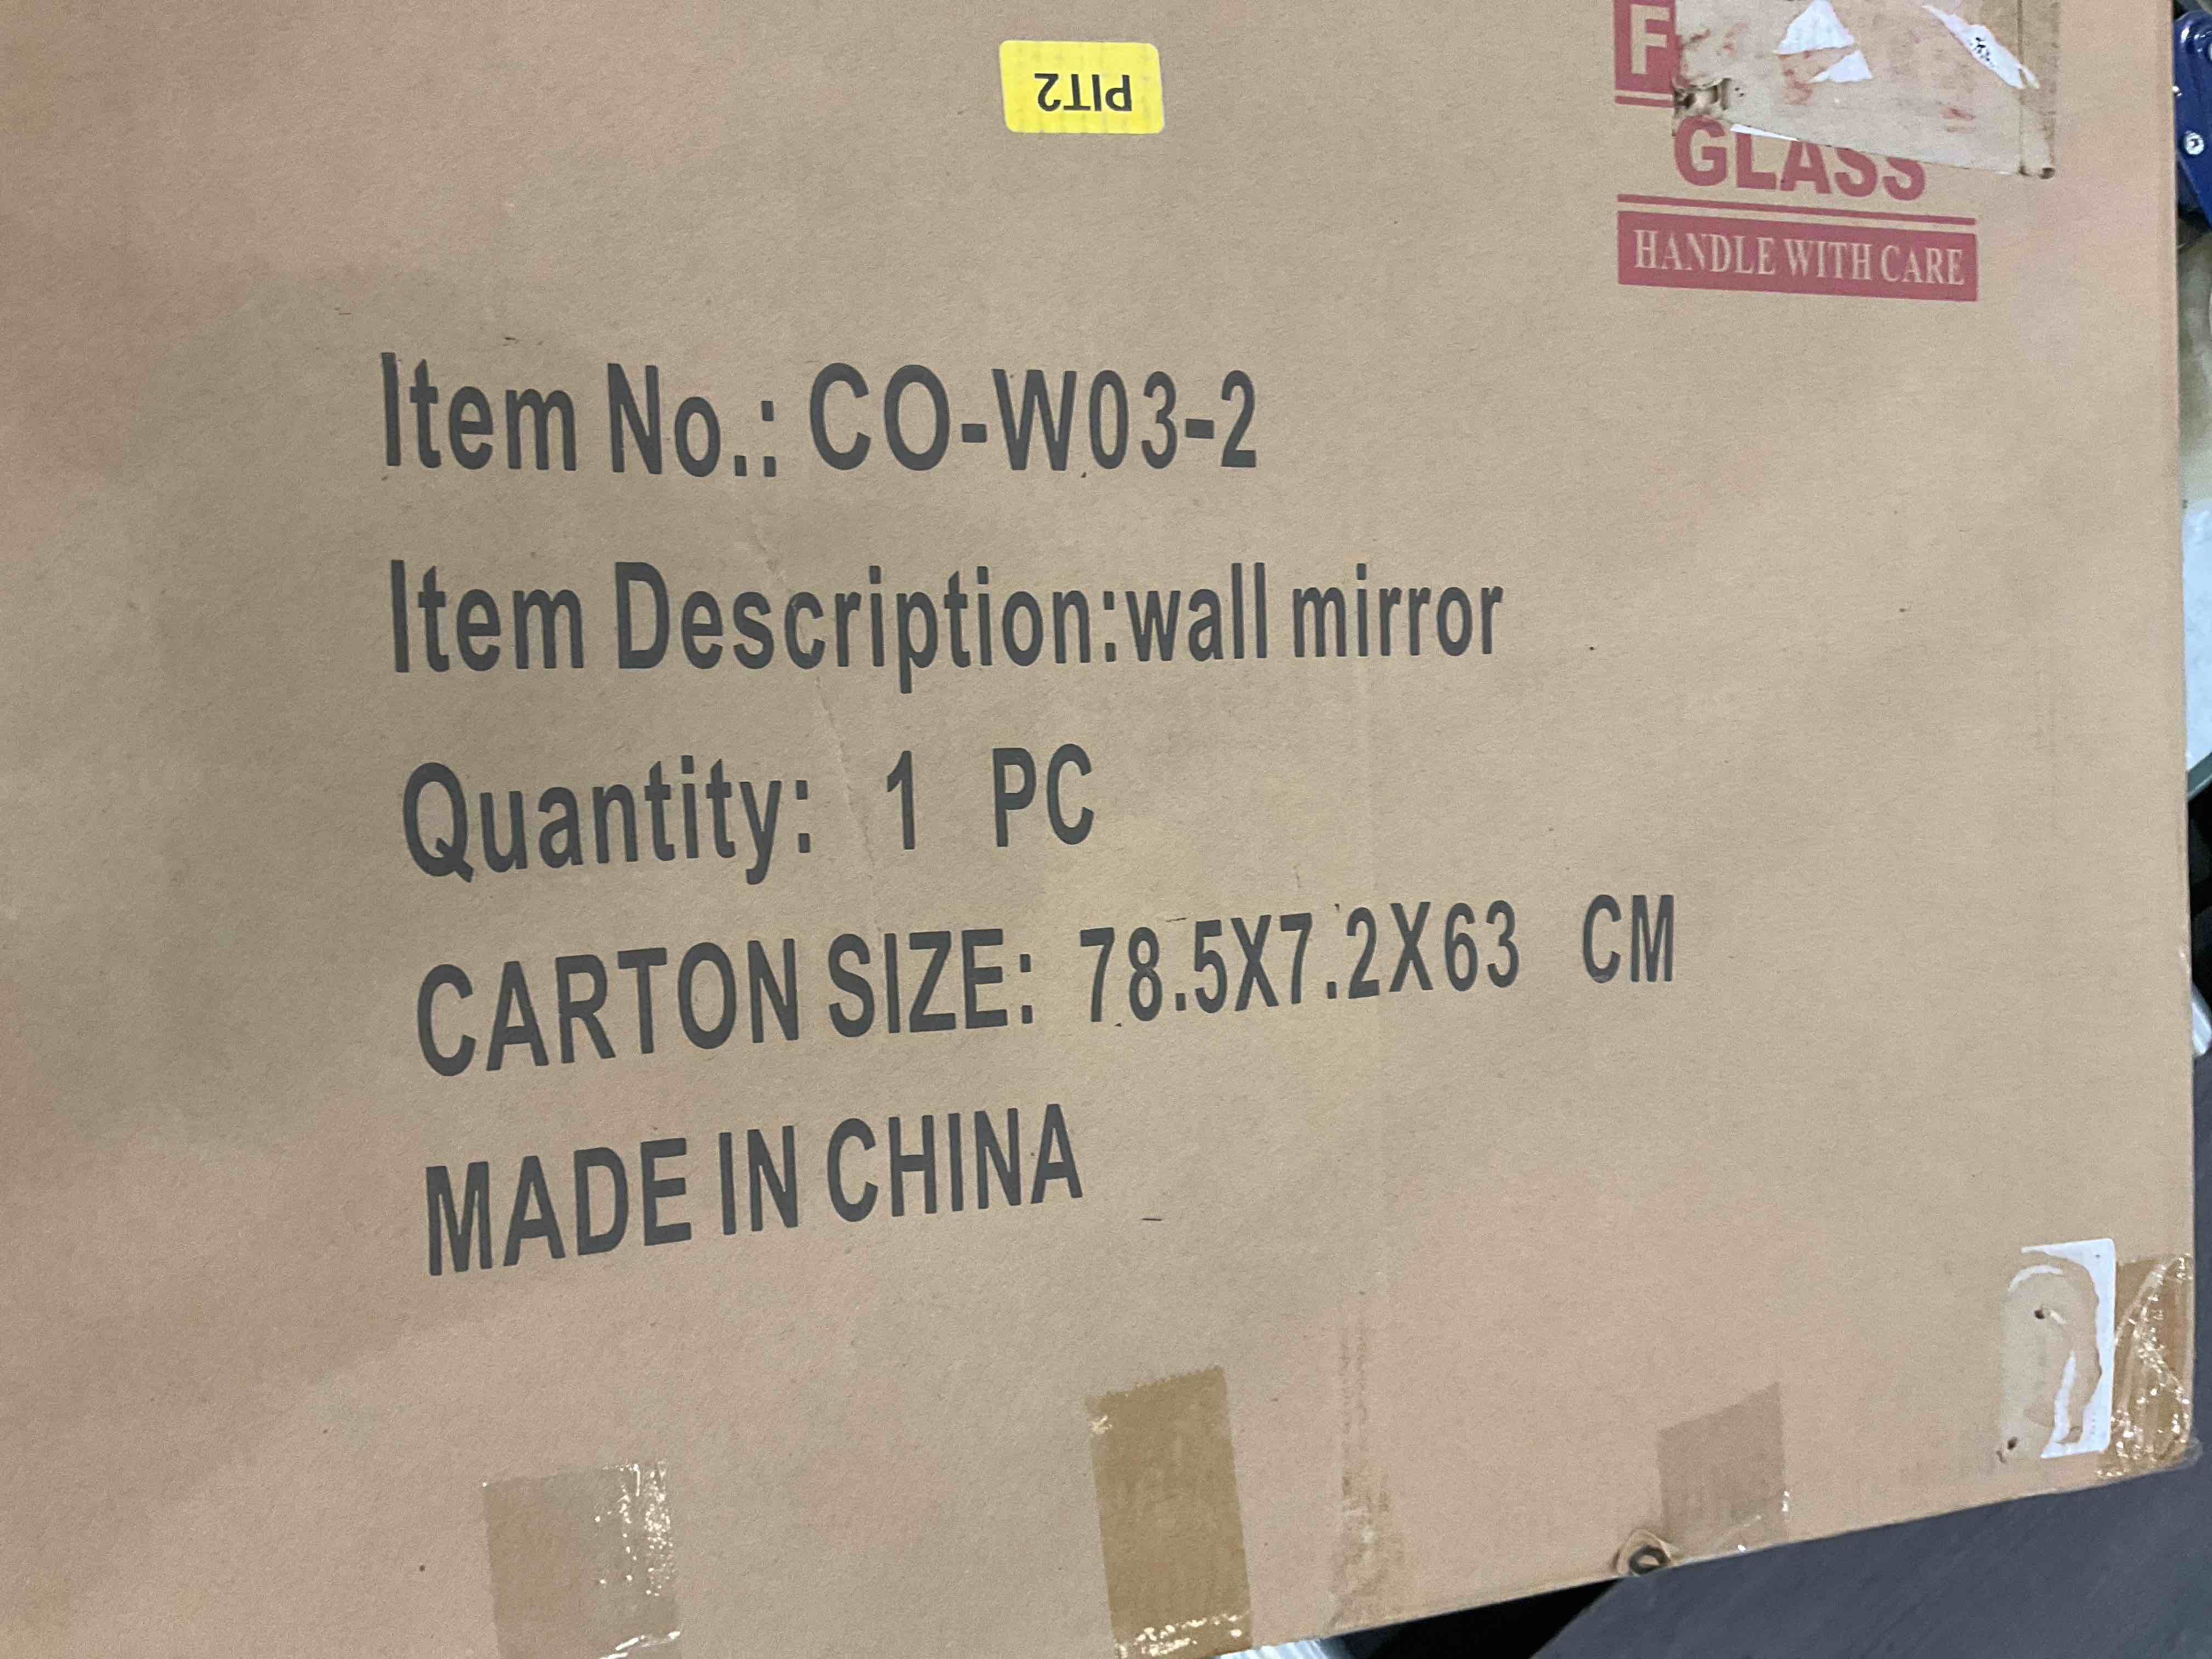 PIT2
F
GLASS
HANDLE WITH CARE
Item No.: CO-W03-2
Item Description:wall mirror
Quantity: 1 PC
CARTON SIZE: 78.5X7.2X63 CM
MADE IN CHINA